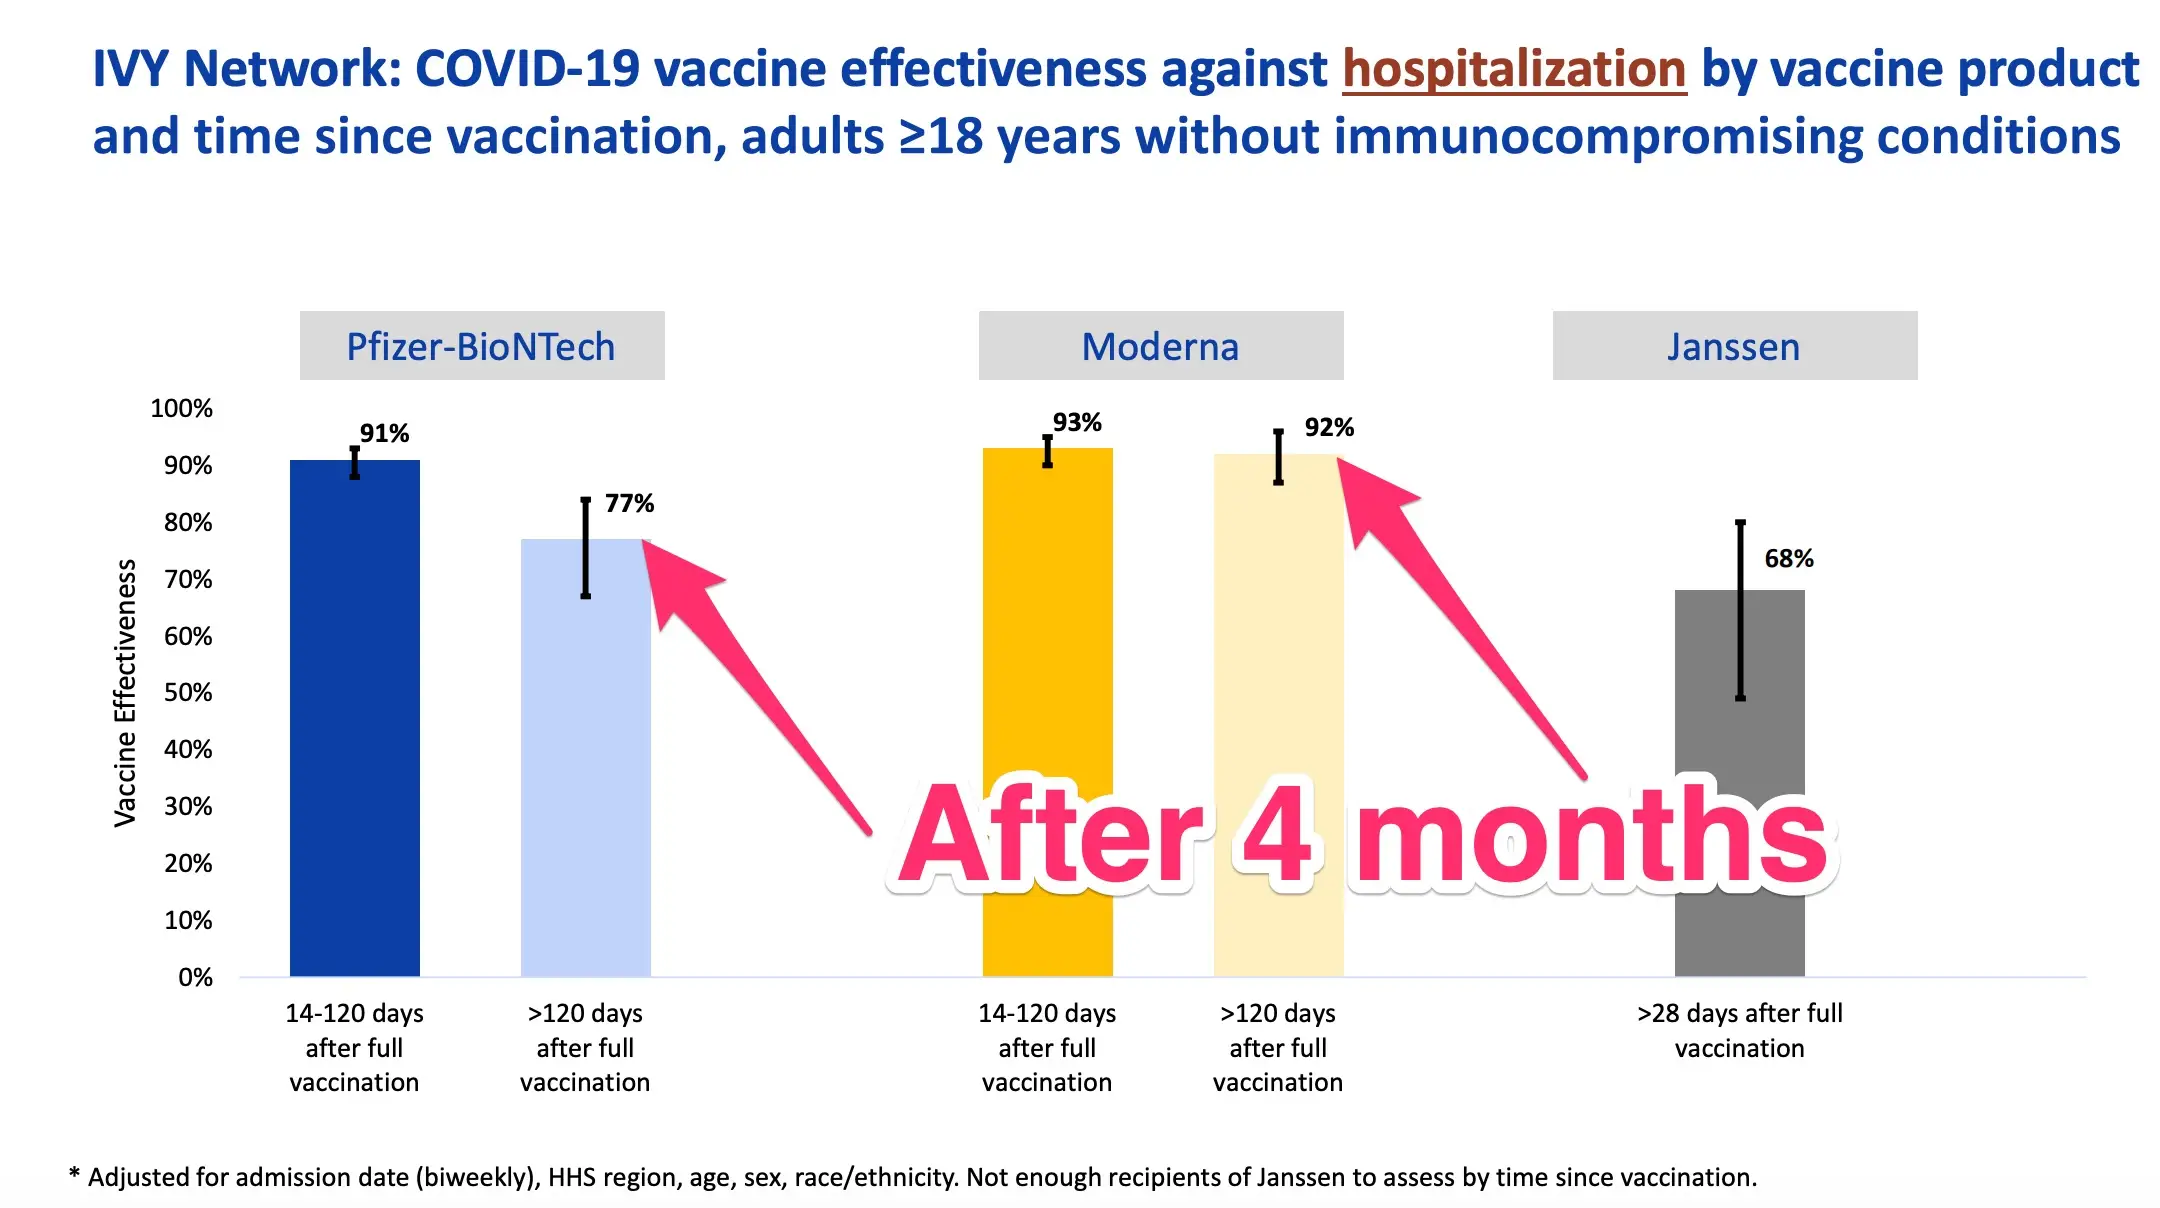 IVY Network: COVID-19 vaccine effectiveness against hospitalization by vaccine product
and time since vaccination, adults ≥18 years without immunocompromising conditions
Pfizer-BioNTech
Moderna
Janssen
Vaccine Effectiveness
100%
90%
80%
70%
60%
50%
40%
30%
20%
10%
0%
91%
77%
93%
92%
68%
After 4 months
14-120 days
after full
vaccination
>120 days
after full
vaccination
14-120 days
after full
vaccination
>120 days
after full
vaccination
>28 days after full
vaccination
* Adjusted for admission date (biweekly), HHS region, age, sex, race/ethnicity. Not enough recipients of Janssen to assess by time since vaccination.